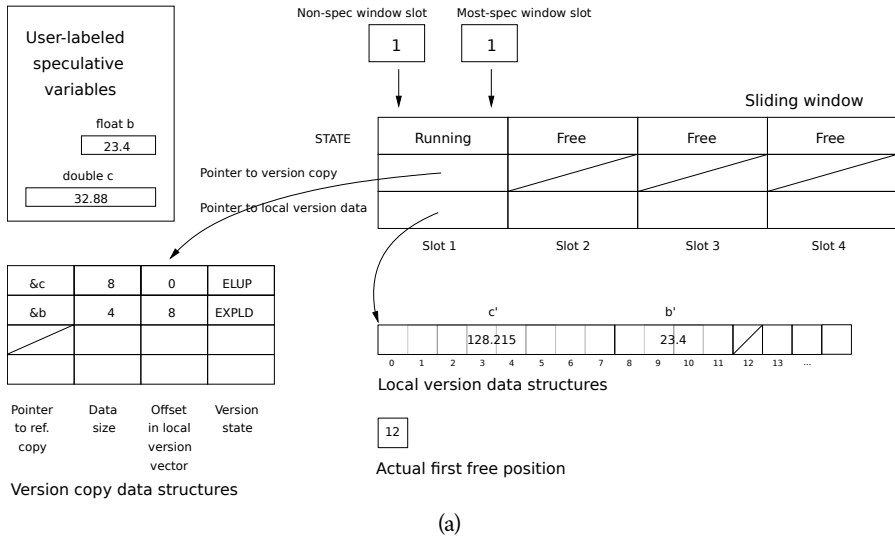 Non-spec window slot
Most-spec window slot
User-labeled
speculative
variables
1
1
float b
23.4
double c
32.88
Sliding window
STATE
Running
Free
Free
Free
Pointer to version copy
Pointer to local version data
Slot 1
Slot 2
Slot 3
Slot 4
&c
8
0
ELUP
&b
4
8
EXPLD
Pointer
to ref.
copy
Data
size
Offset
in local
version
vector
Version
state
Version copy data structures
c'
b'
128.215
23.4
0 1 2 3 4 5 6 7 8 9 10 11 12 13 ...
Local version data structures
12
Actual first free position
(a)